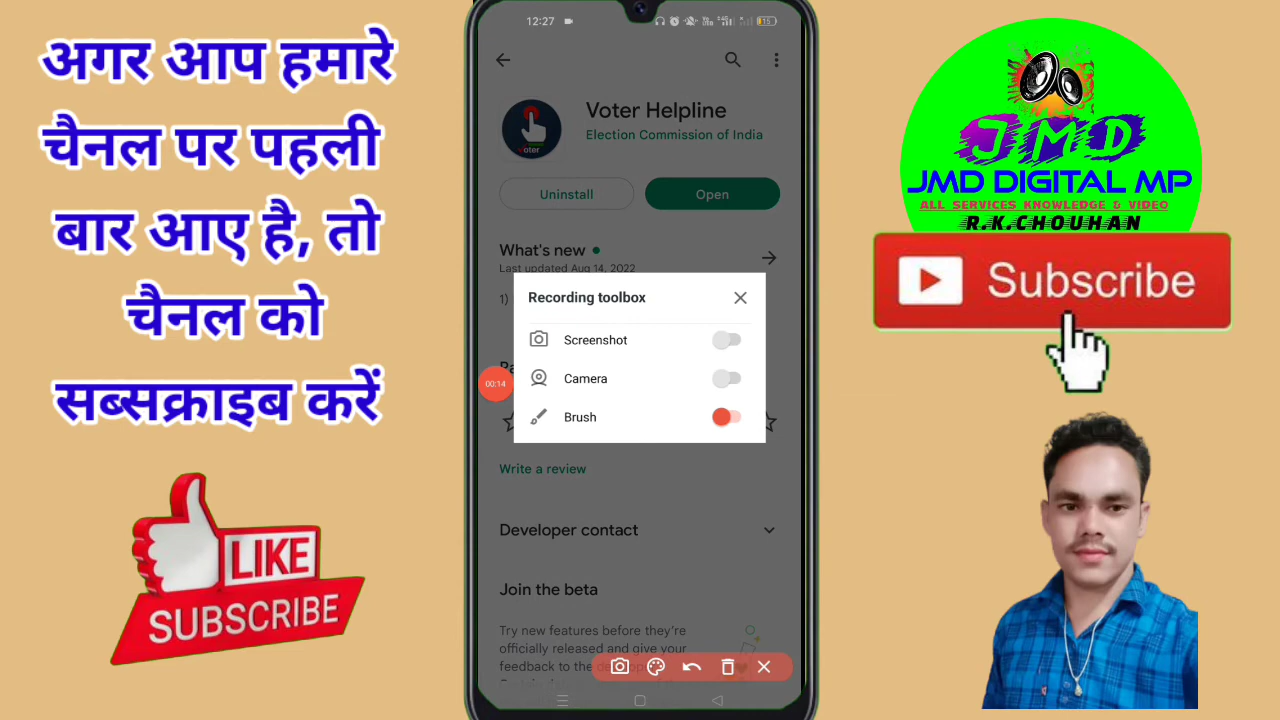 अगर आप हमारे
चैनल पर पहली
बार आए है, तो
चैनल को
सब्सक्राइब करें
LIKE
SUBSCRIBE
12:27
15
Voter Helpline
Election Commission of India
Voter
Uninstall
Open
What's new
Last updated Aug 14, 2022
1)
Recording toolbox
Screenshot
Camera
Brush
00:14
Write a review
Developer contact
Join the beta
Try new features before they're
officially released and give your
feedback to the
JMD
JMD DIGITAL MP
ALL SERVICES KNOWLEDGE & VIDEO
R.K.CHOUHAN
Subscribe